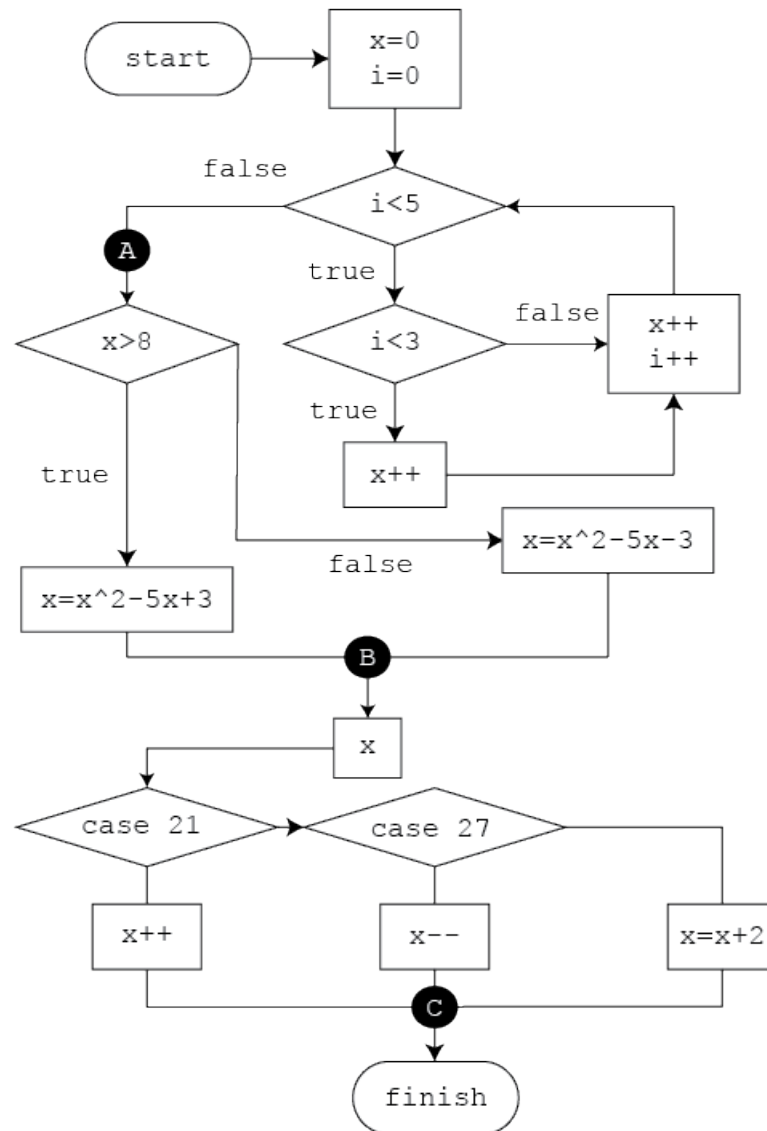 start
x=0
i=0
false
i<5
A
true
x>8
i<3
false
x++
i++
true
true
x++
x=x^2-5x-3
false
x=x^2-5x+3
B
x
case 21
case 27
x++
x--
x=x+2
C
finish